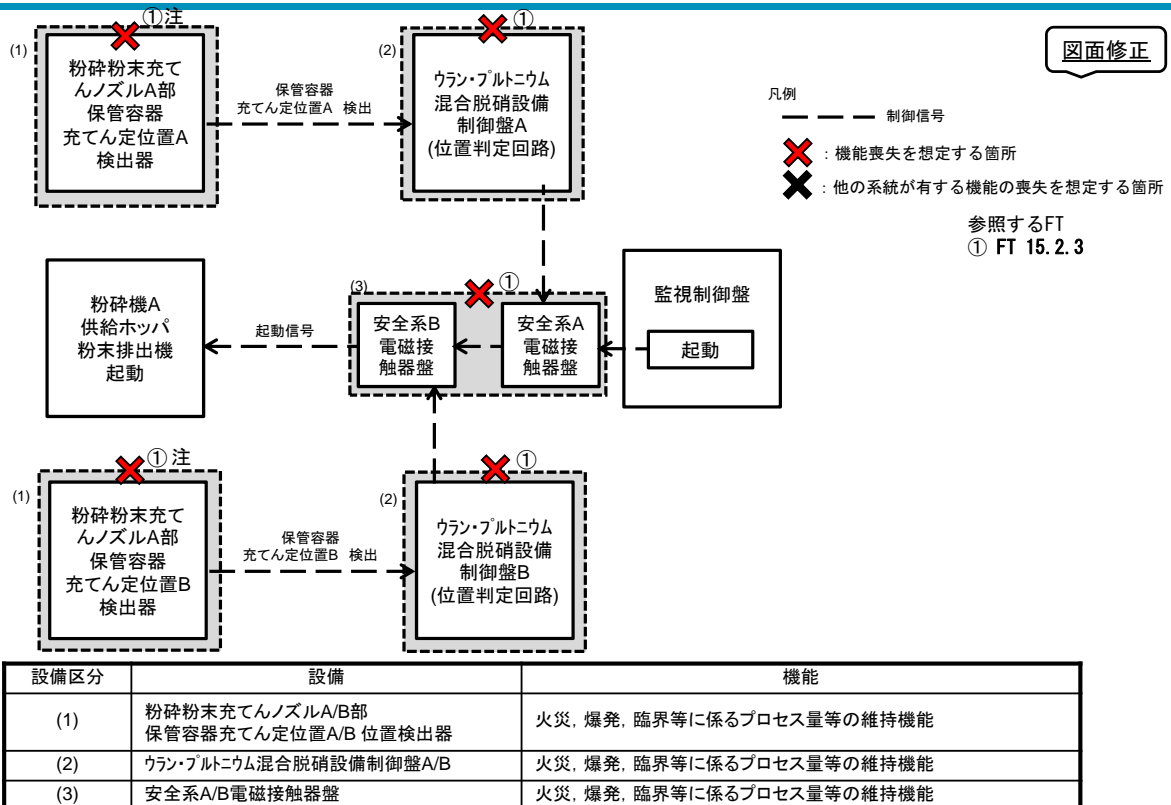 ①注
(1)
粉砕粉末充て
んノズルA部
保管容器
充てん定位置A
検出器
保管容器
充てん定位置A 検出
①
(2)
ウラン・プルトニウム
混合脱硝設備
制御盤A
(位置判定回路)
図面修正
凡例
制御信号
：機能喪失を想定する箇所
：他の系統が有する機能の喪失を想定する箇所
参照するFT
① FT 15.2.3
粉砕機A
供給ホッパ
粉末排出機
起動
起動信号
(3)
①
安全系B
電磁接
触器盤
安全系A
電磁接
触器盤
監視制御盤
起動
①注
(1)
粉砕粉末充て
んノズルA部
保管容器
充てん定位置B
検出器
保管容器
充てん定位置B 検出
①
(2)
ウラン・プルトニウム
混合脱硝設備
制御盤B
(位置判定回路)
設備区分 設備 機能
(1) 粉砕粉末充てんノズルA/B部
保管容器充てん定位置A/B 位置検出器 火災，爆発，臨界等に係るプロセス量等の維持機能
(2) ウラン・プルトニウム混合脱硝設備制御盤A/B 火災，爆発，臨界等に係るプロセス量等の維持機能
(3) 安全系A/B電磁接触器盤 火災，爆発，臨界等に係るプロセス量等の維持機能